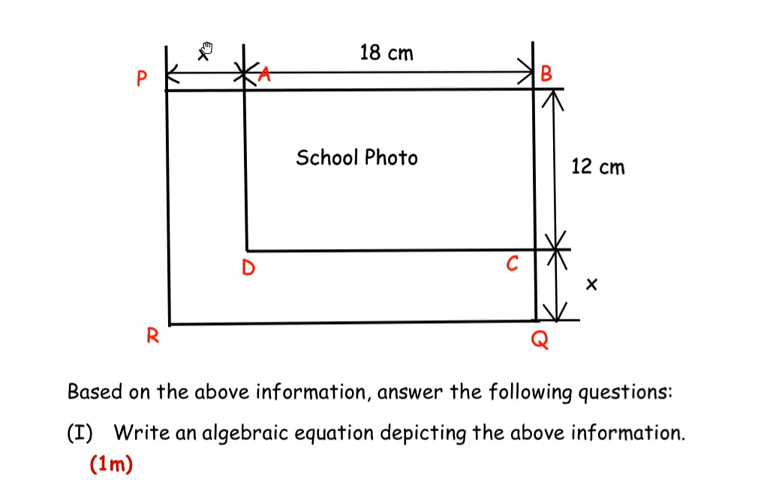 x
18 cm
P
A
B
School Photo
12 cm
D
C
x
R
Q
Based on the above information, answer the following questions:
(I) Write an algebraic equation depicting the above information.
(1m)